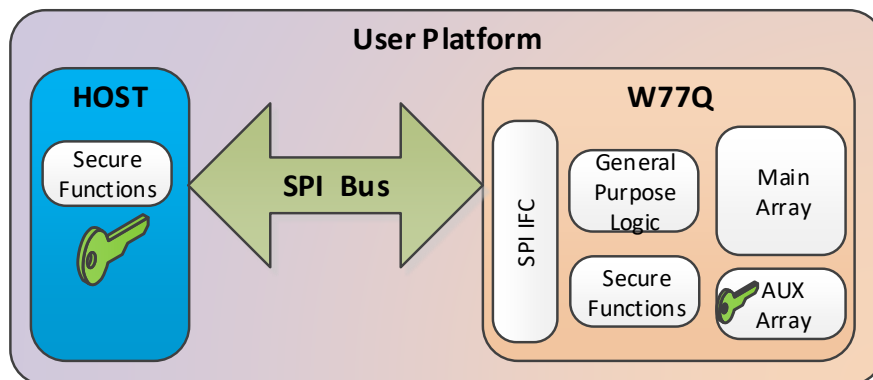 User Platform
HOST
Secure
Functions
SPI Bus
W77Q
SPI IFC
General
Purpose
Logic
Main
Array
Secure
Functions
AUX
Array